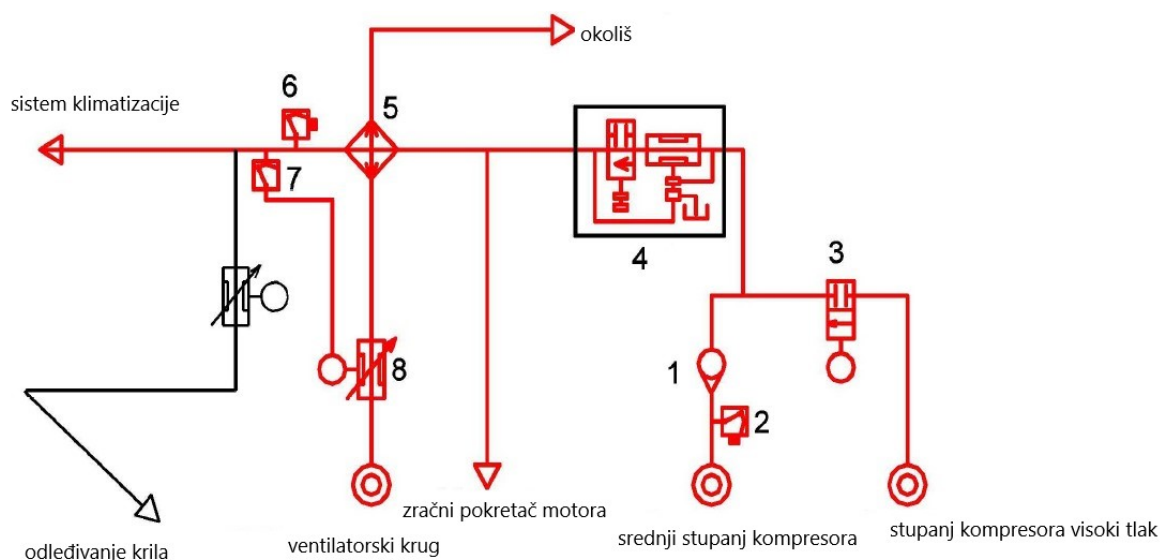 okoliš
sistem klimatizacije
6
5
7
4
3
8
1
2
zračni pokretač motora
ventilatorski krug
srednji stupanj kompresora
stupanj kompresora visoki tlak
odleđivanje krila